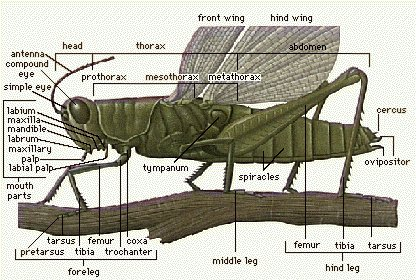 front wing hind wing
head thorax abdomen
antenna
compound
eye
simple eye
prothorax mesothorax metathorax
labium
maxilla
mandible
labrum
maxillary
palp
labial palp
mouth
parts
cercus
ovipositor
tympanum
spiracles
tarsus femur coxa
pretarsus tibia trochanter
foreleg
middle leg
femur tibia tarsus
hind leg